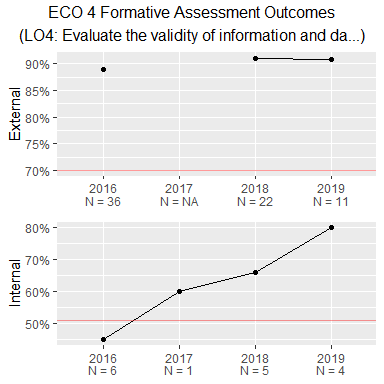 ECO 4 Formative Assessment Outcomes
(LO4: Evaluate the validity of information and da...)
External
90%
85%
80%
75%
70%
2016 2017 2018 2019
N = 36 N = NA N = 22 N = 11
Internal
80%
70%
60%
50%
2016 2017 2018 2019
N = 6 N = 1 N = 5 N = 4